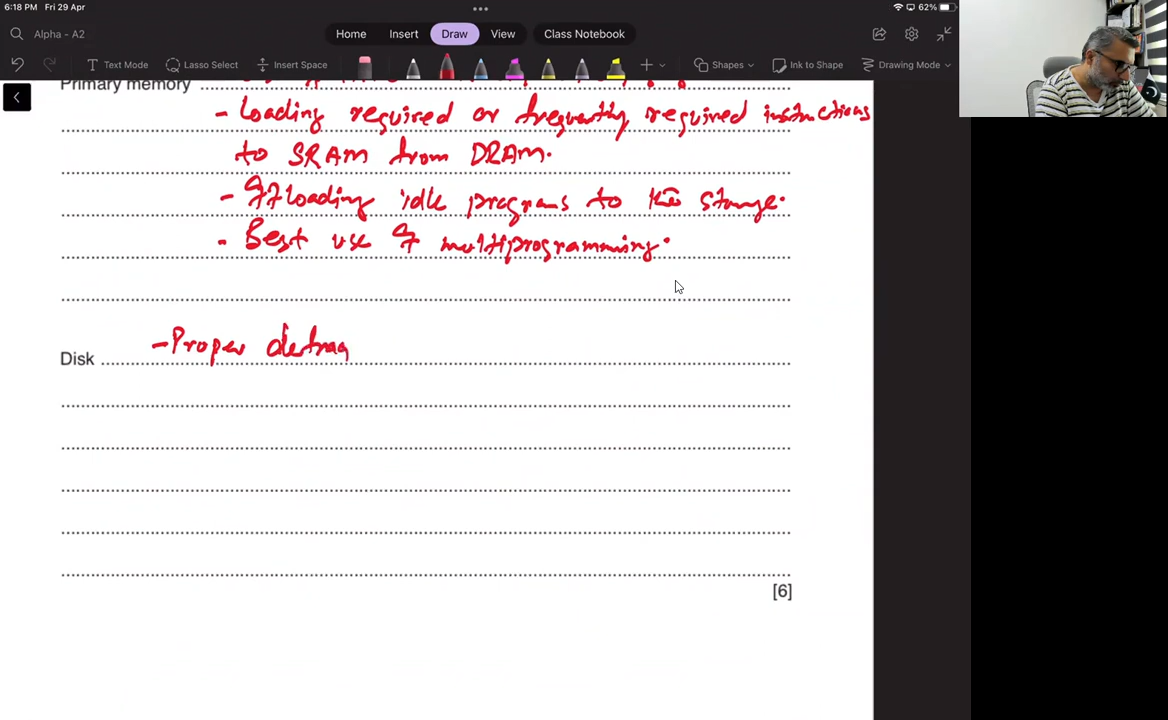 6:18 PM Fri 29 Apr
62%
Alpha - A2
Home Insert Draw View Class Notebook
Text Mode Lasso Select Insert Space Shapes Ink to Shape Drawing Mode
Primary memory
- Loading required or frequently required instructions
to SRAM from DRAM.
- Offloading idle programs to the storage.
- Best use of multiprogramming.
Disk - Proper defrag
[6]